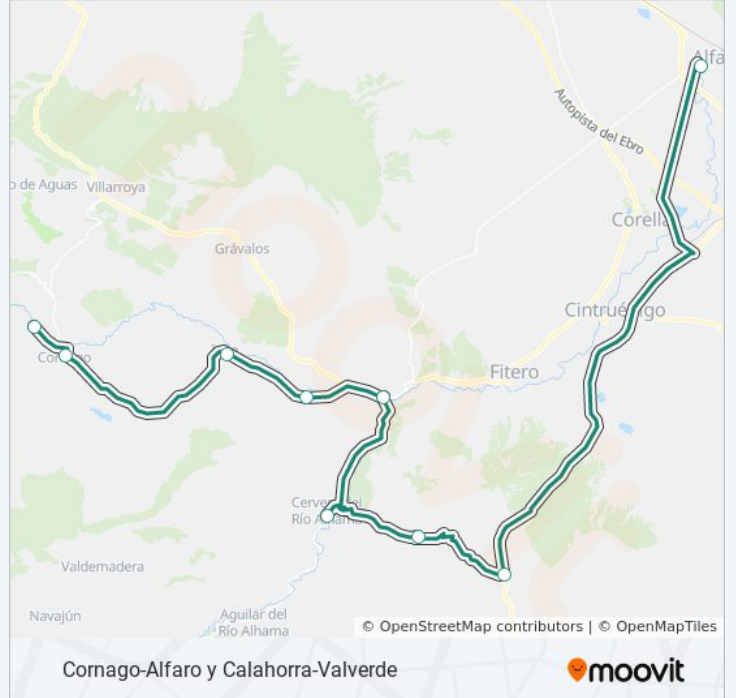 Alfa
Autopista del Ebro
o de Aguas
Villarroya
Corella
Grávalos
Cintruénigo
Fitero
Cerve
Río Alhama
Valdemadera
Navajún
Aguilar del
Río Alhama
© OpenStreetMap contributors | © OpenMapTiles
Cornago-Alfaro y Calahorra-Valverde
moovit